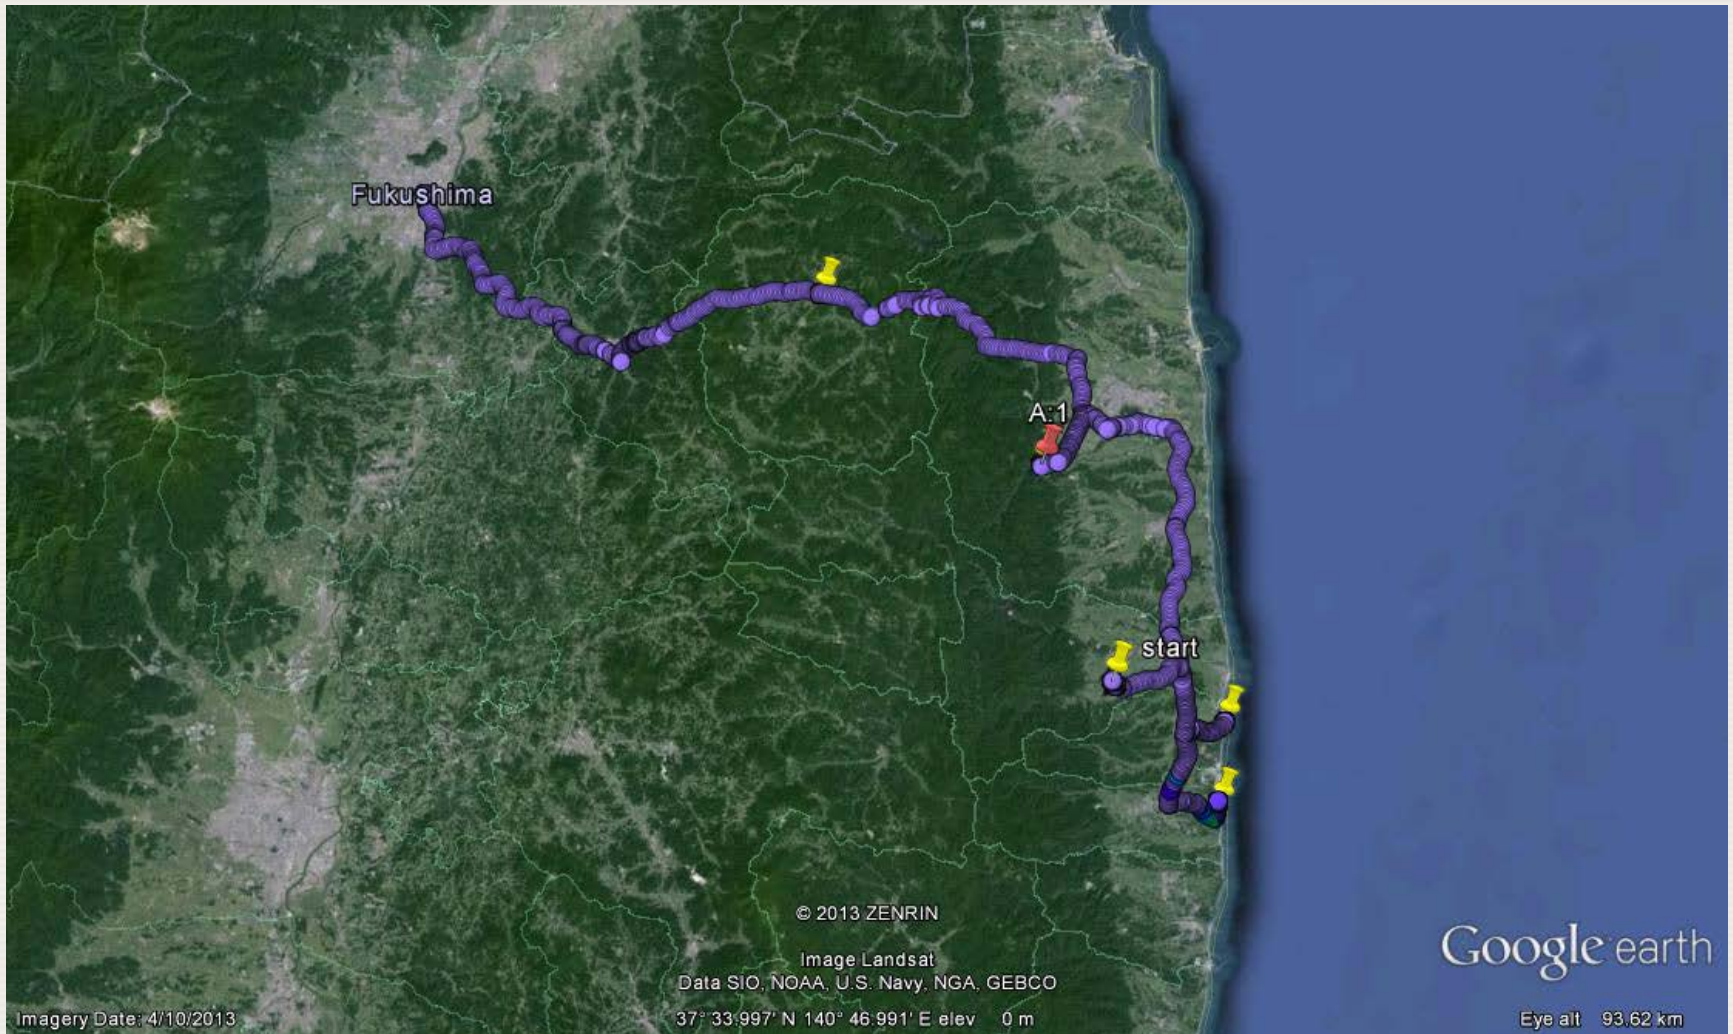 Fukushima
A:1
start
© 2013 ZENRIN
Image Landsat
Data SIO, NOAA, U.S. Navy, NGA, GEBCO
Google earth
Imagery Date: 4/10/2013
37° 33.997' N 140° 46.991' E elev 0 m
Eye alt 93.62 km